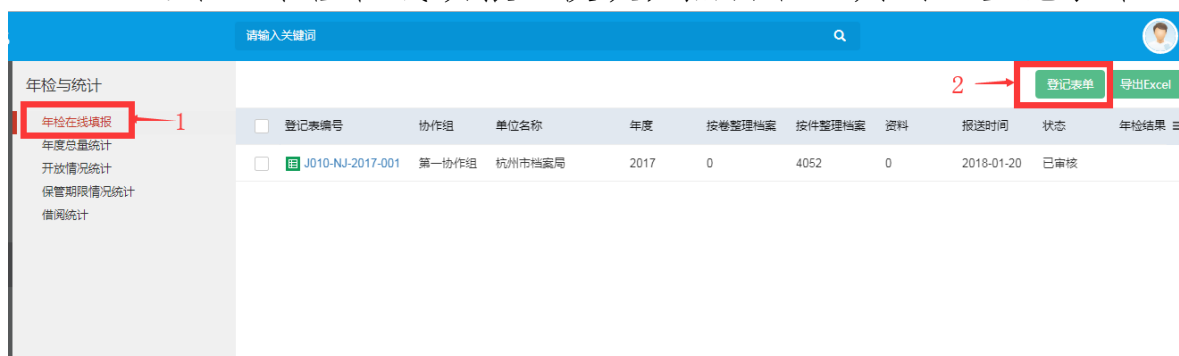 请输入关键词
年检与统计
2
登记表单
导出Excel
年检在线填报
1
年度总量统计
开放情况统计
保管期限情况统计
借阅统计
登记表编号 协作组 单位名称 年度 按卷整理档案 按件整理档案 资料 报送时间 状态 年检结果
J010-NJ-2017-001 第一协作组 杭州市档案局 2017 0 4052 0 2018-01-20 已审核